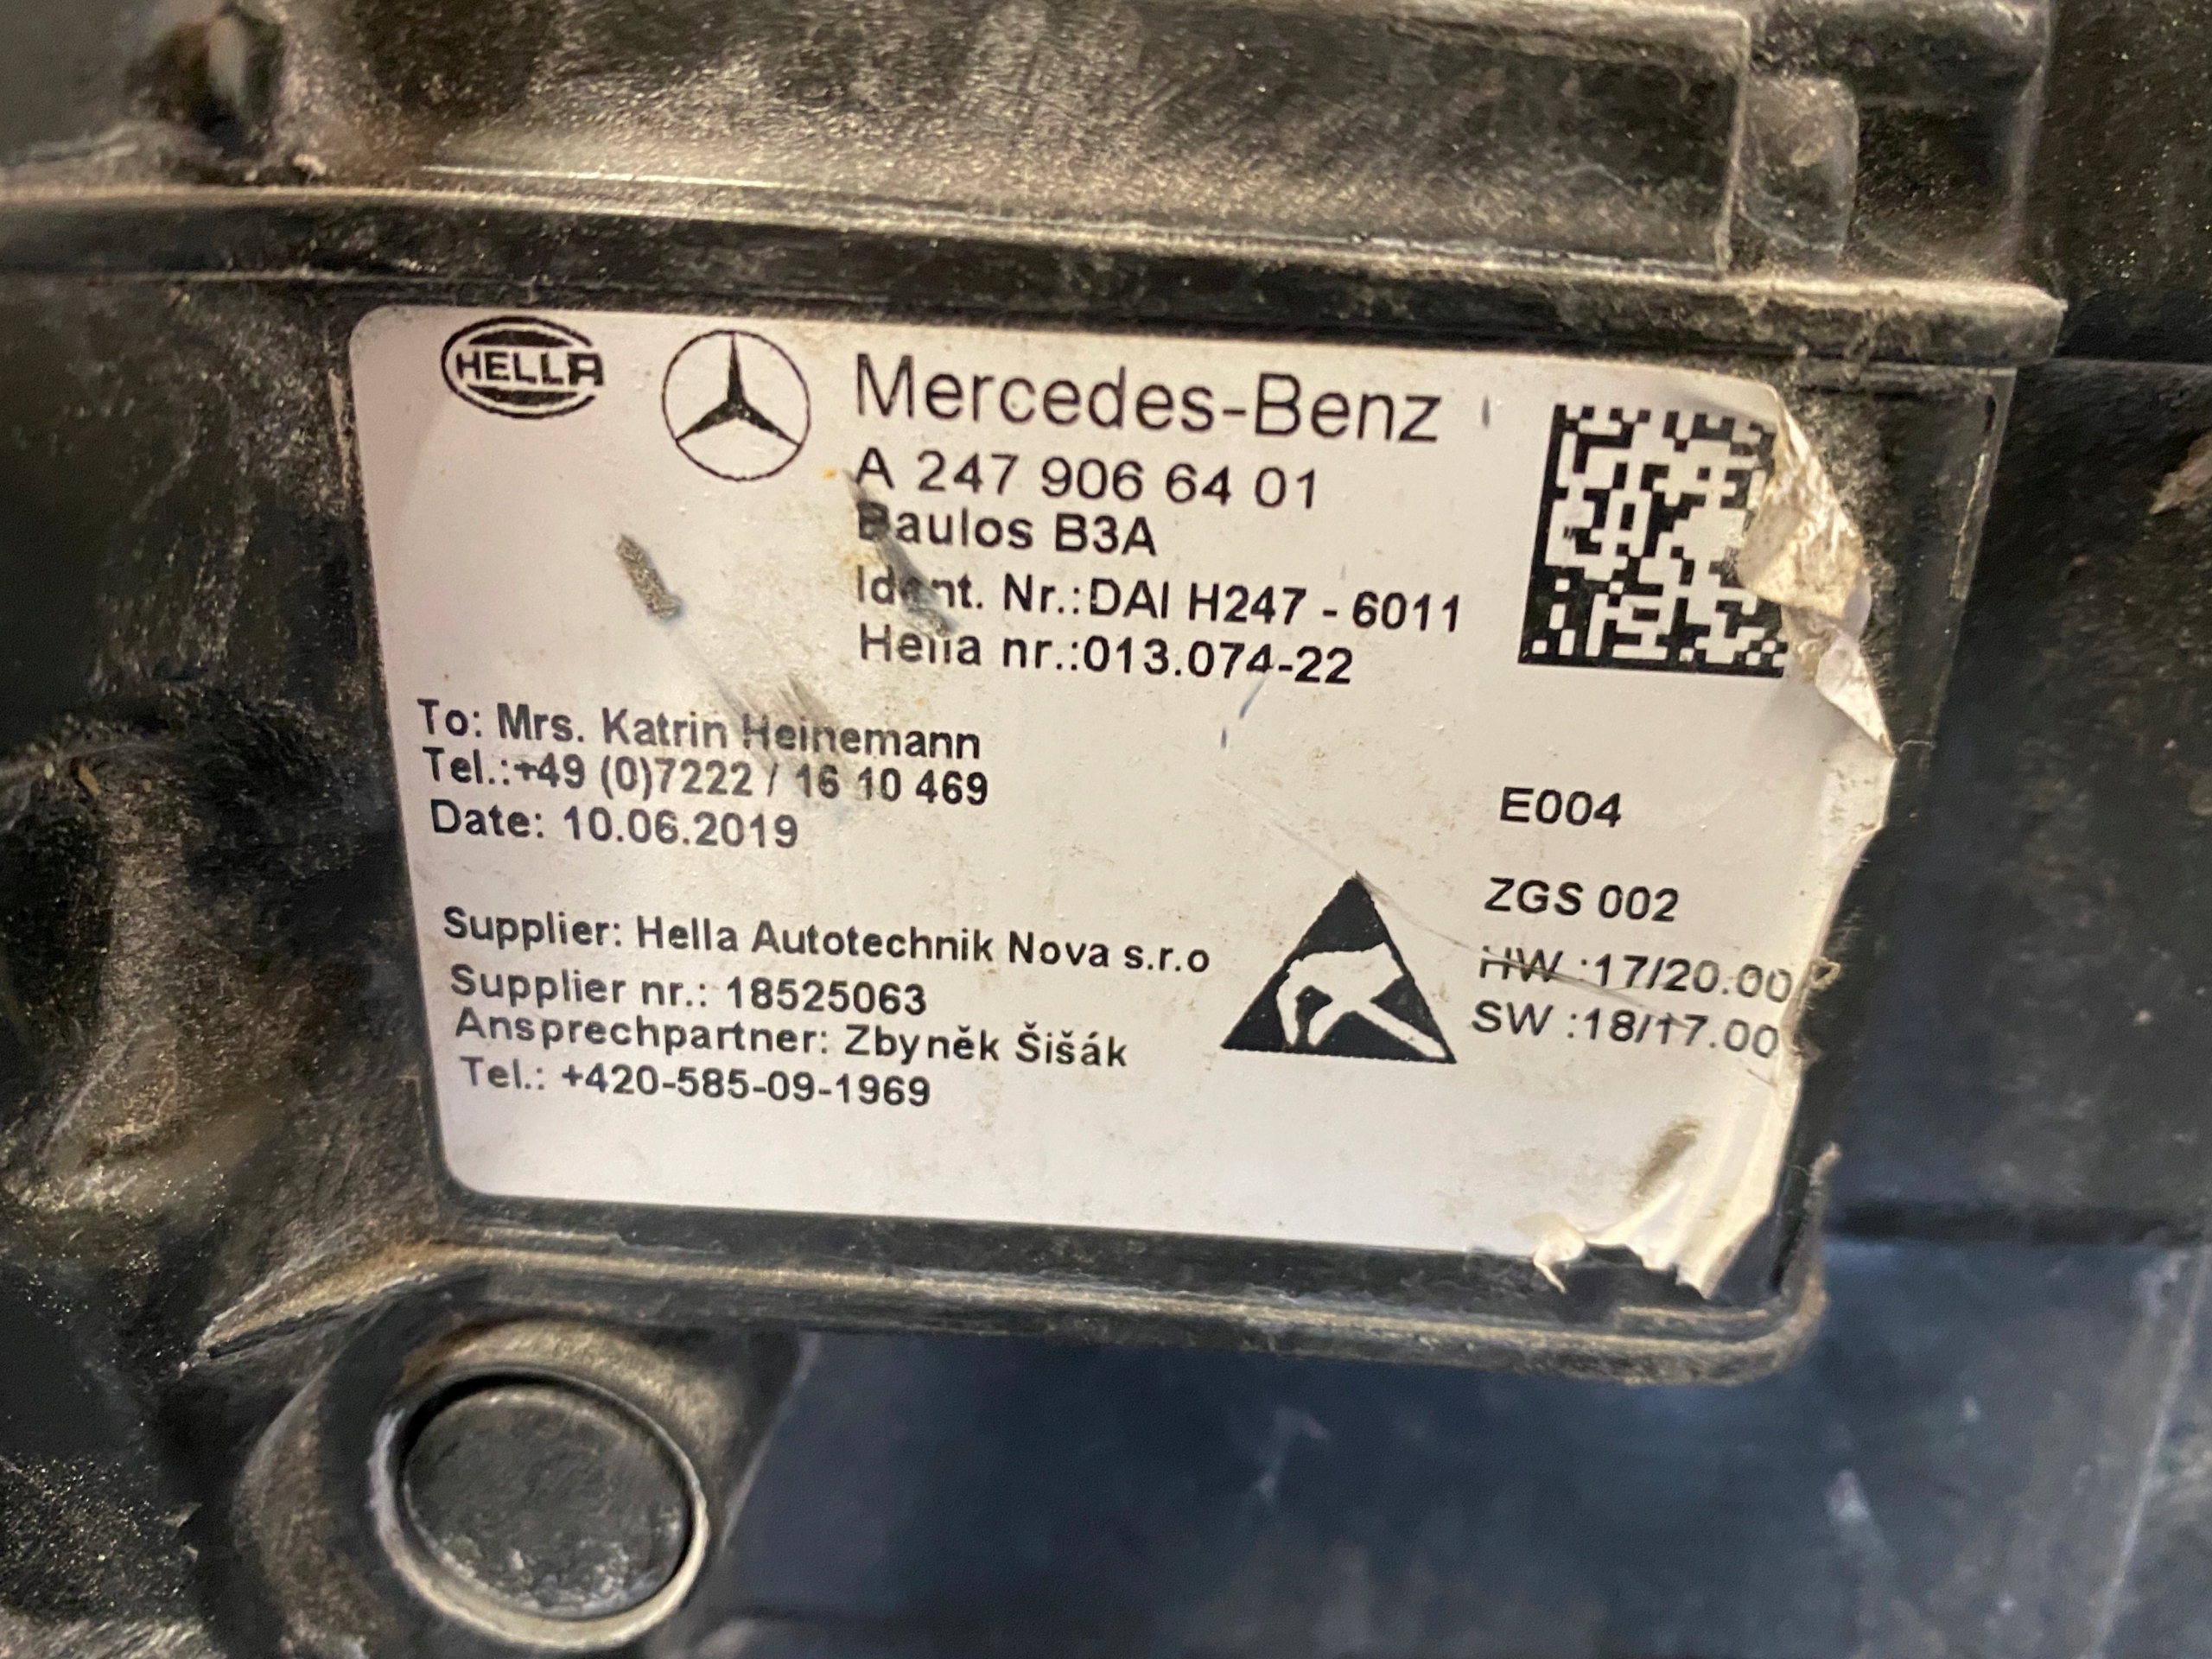 HELLA
Mercedes-Benz
A 247 906 64 01
Baulos B3A
Ident. Nr.:DAI H247 - 6011
Hella nr.:013.074-22
To: Mrs. Katrin Heinemann
Tel.:+49 (0)7222 / 16 10 469
Date: 10.06.2019
E004
ZGS 002
HW :17/20.00
SW :18/17.00
Supplier: Hella Autotechnik Nova s.r.o
Supplier nr.: 18525063
Ansprechpartner: Zbyněk Šišák
Tel.: +420-585-09-1969